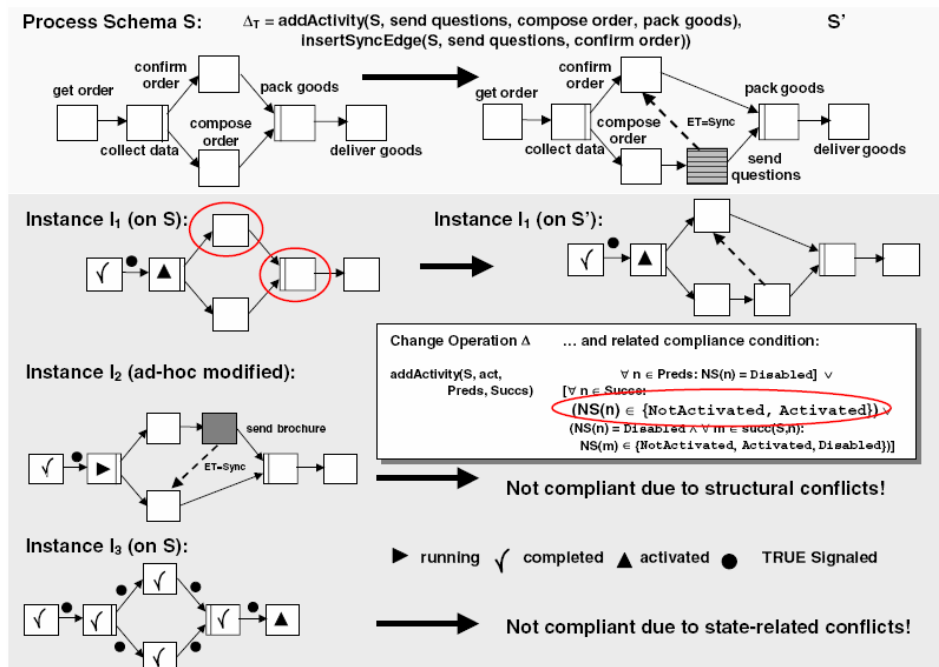 Process Schema S: ΔT = addActivity(S, send questions, compose order, pack goods), S’
insertSyncEdge(S, send questions, confirm order))
confirm order
get order
pack goods
compose order
collect data
deliver goods
confirm order
get order
pack goods
ET=Sync
compose order
collect data
deliver goods
send questions
Instance I1 (on S):
Instance I1 (on S’):
Change Operation Δ ... and related compliance condition:
addActivity(S, act, ∀ n ∈ Preds: NS(n) = Disabled] ∨
Preds, Succs) [∀ n ∈ Succs:
(NS(n) ∈ {NotActivated, Activated}) ∨
(NS(n) = Disabled ∧ ∀ m ∈ succ(S,n):
NS(m) ∈ {NotActivated, Activated, Disabled})]
Instance I2 (ad-hoc modified):
send brochure
ET=Sync
Not compliant due to structural conflicts!
Instance I3 (on S):
running completed activated TRUE Signaled
Not compliant due to state-related conflicts!